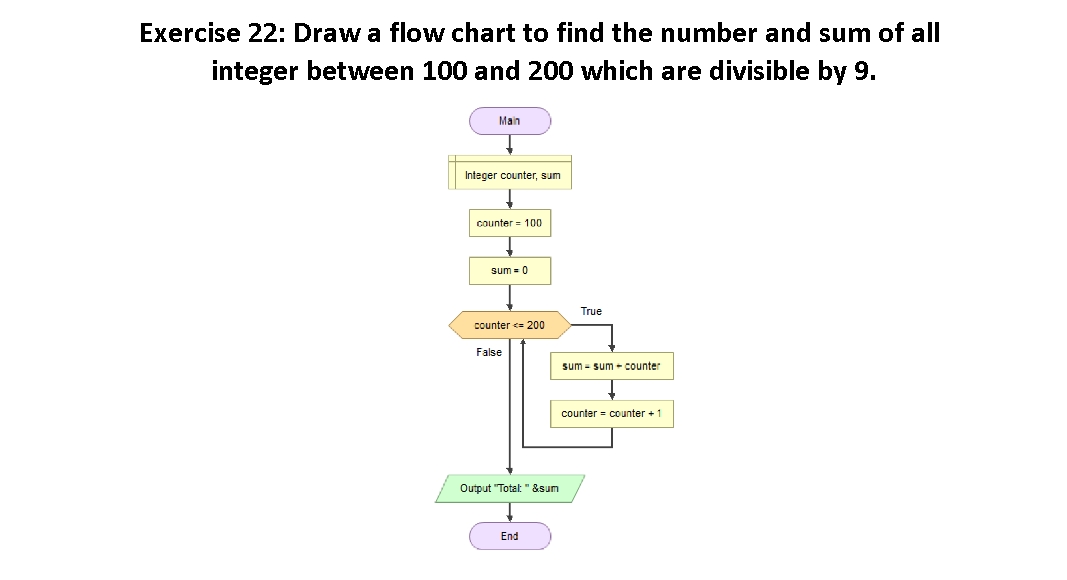 Exercise 22: Draw a flow chart to find the number and sum of all
integer between 100 and 200 which are divisible by 9.
Main
Integer counter, sum
counter = 100
sum = 0
counter <= 200
True
False
sum = sum + counter
counter = counter + 1
Output "Total: " &sum
End